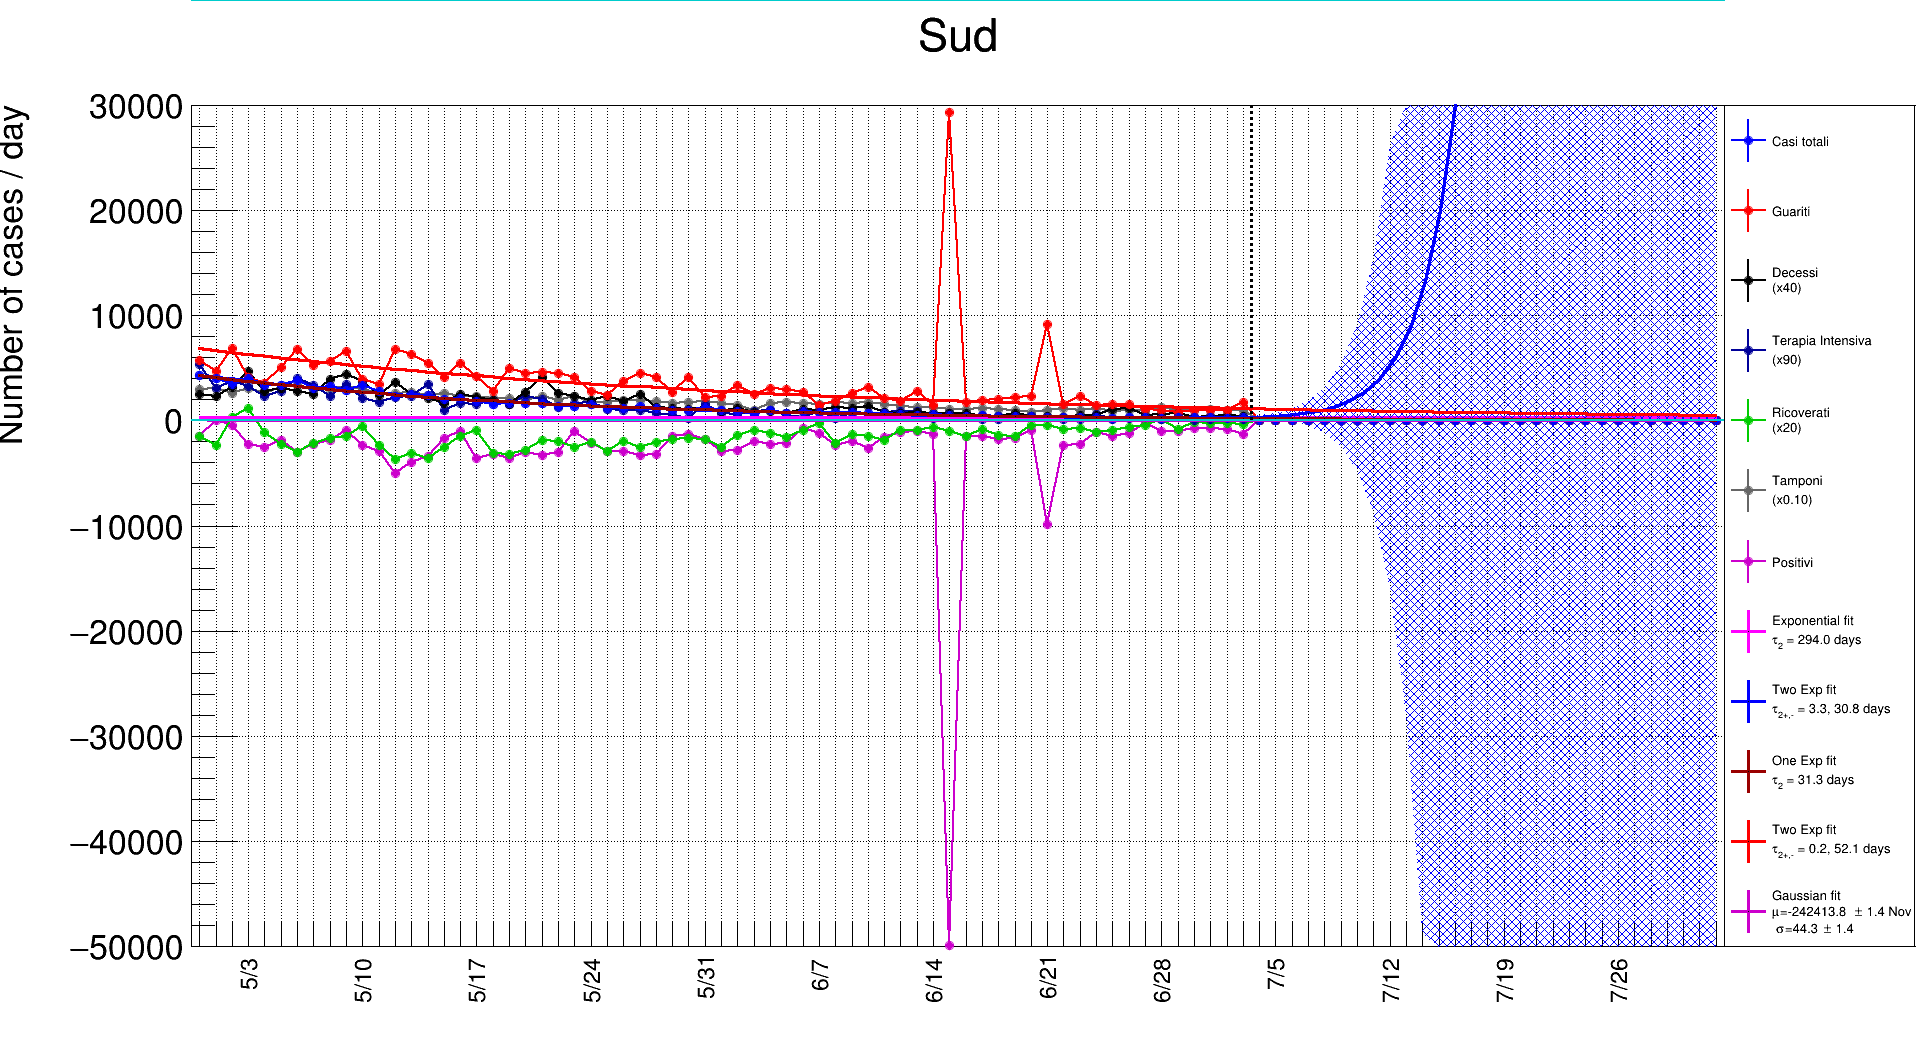 Sud
Number of cases / day
30000
20000
10000
0
−10000
−20000
−30000
−40000
−50000
5/3
5/10
5/17
5/24
5/31
6/7
6/14
6/21
6/28
7/5
7/12
7/19
7/26
Casi totali
Guariti
Decessi
(x40)
Terapia Intensiva
(x90)
Ricoverati
(x20)
Tamponi
(x0.10)
Positivi
Exponential fit
τ2 = 294.0 days
Two Exp fit
τ2+,- = 3.3, 30.8 days
One Exp fit
τ2 = 31.3 days
Two Exp fit
τ2+,- = 0.2, 52.1 days
Gaussian fit
μ=-242413.8 ± 1.4 Nov
σ=44.3 ± 1.4